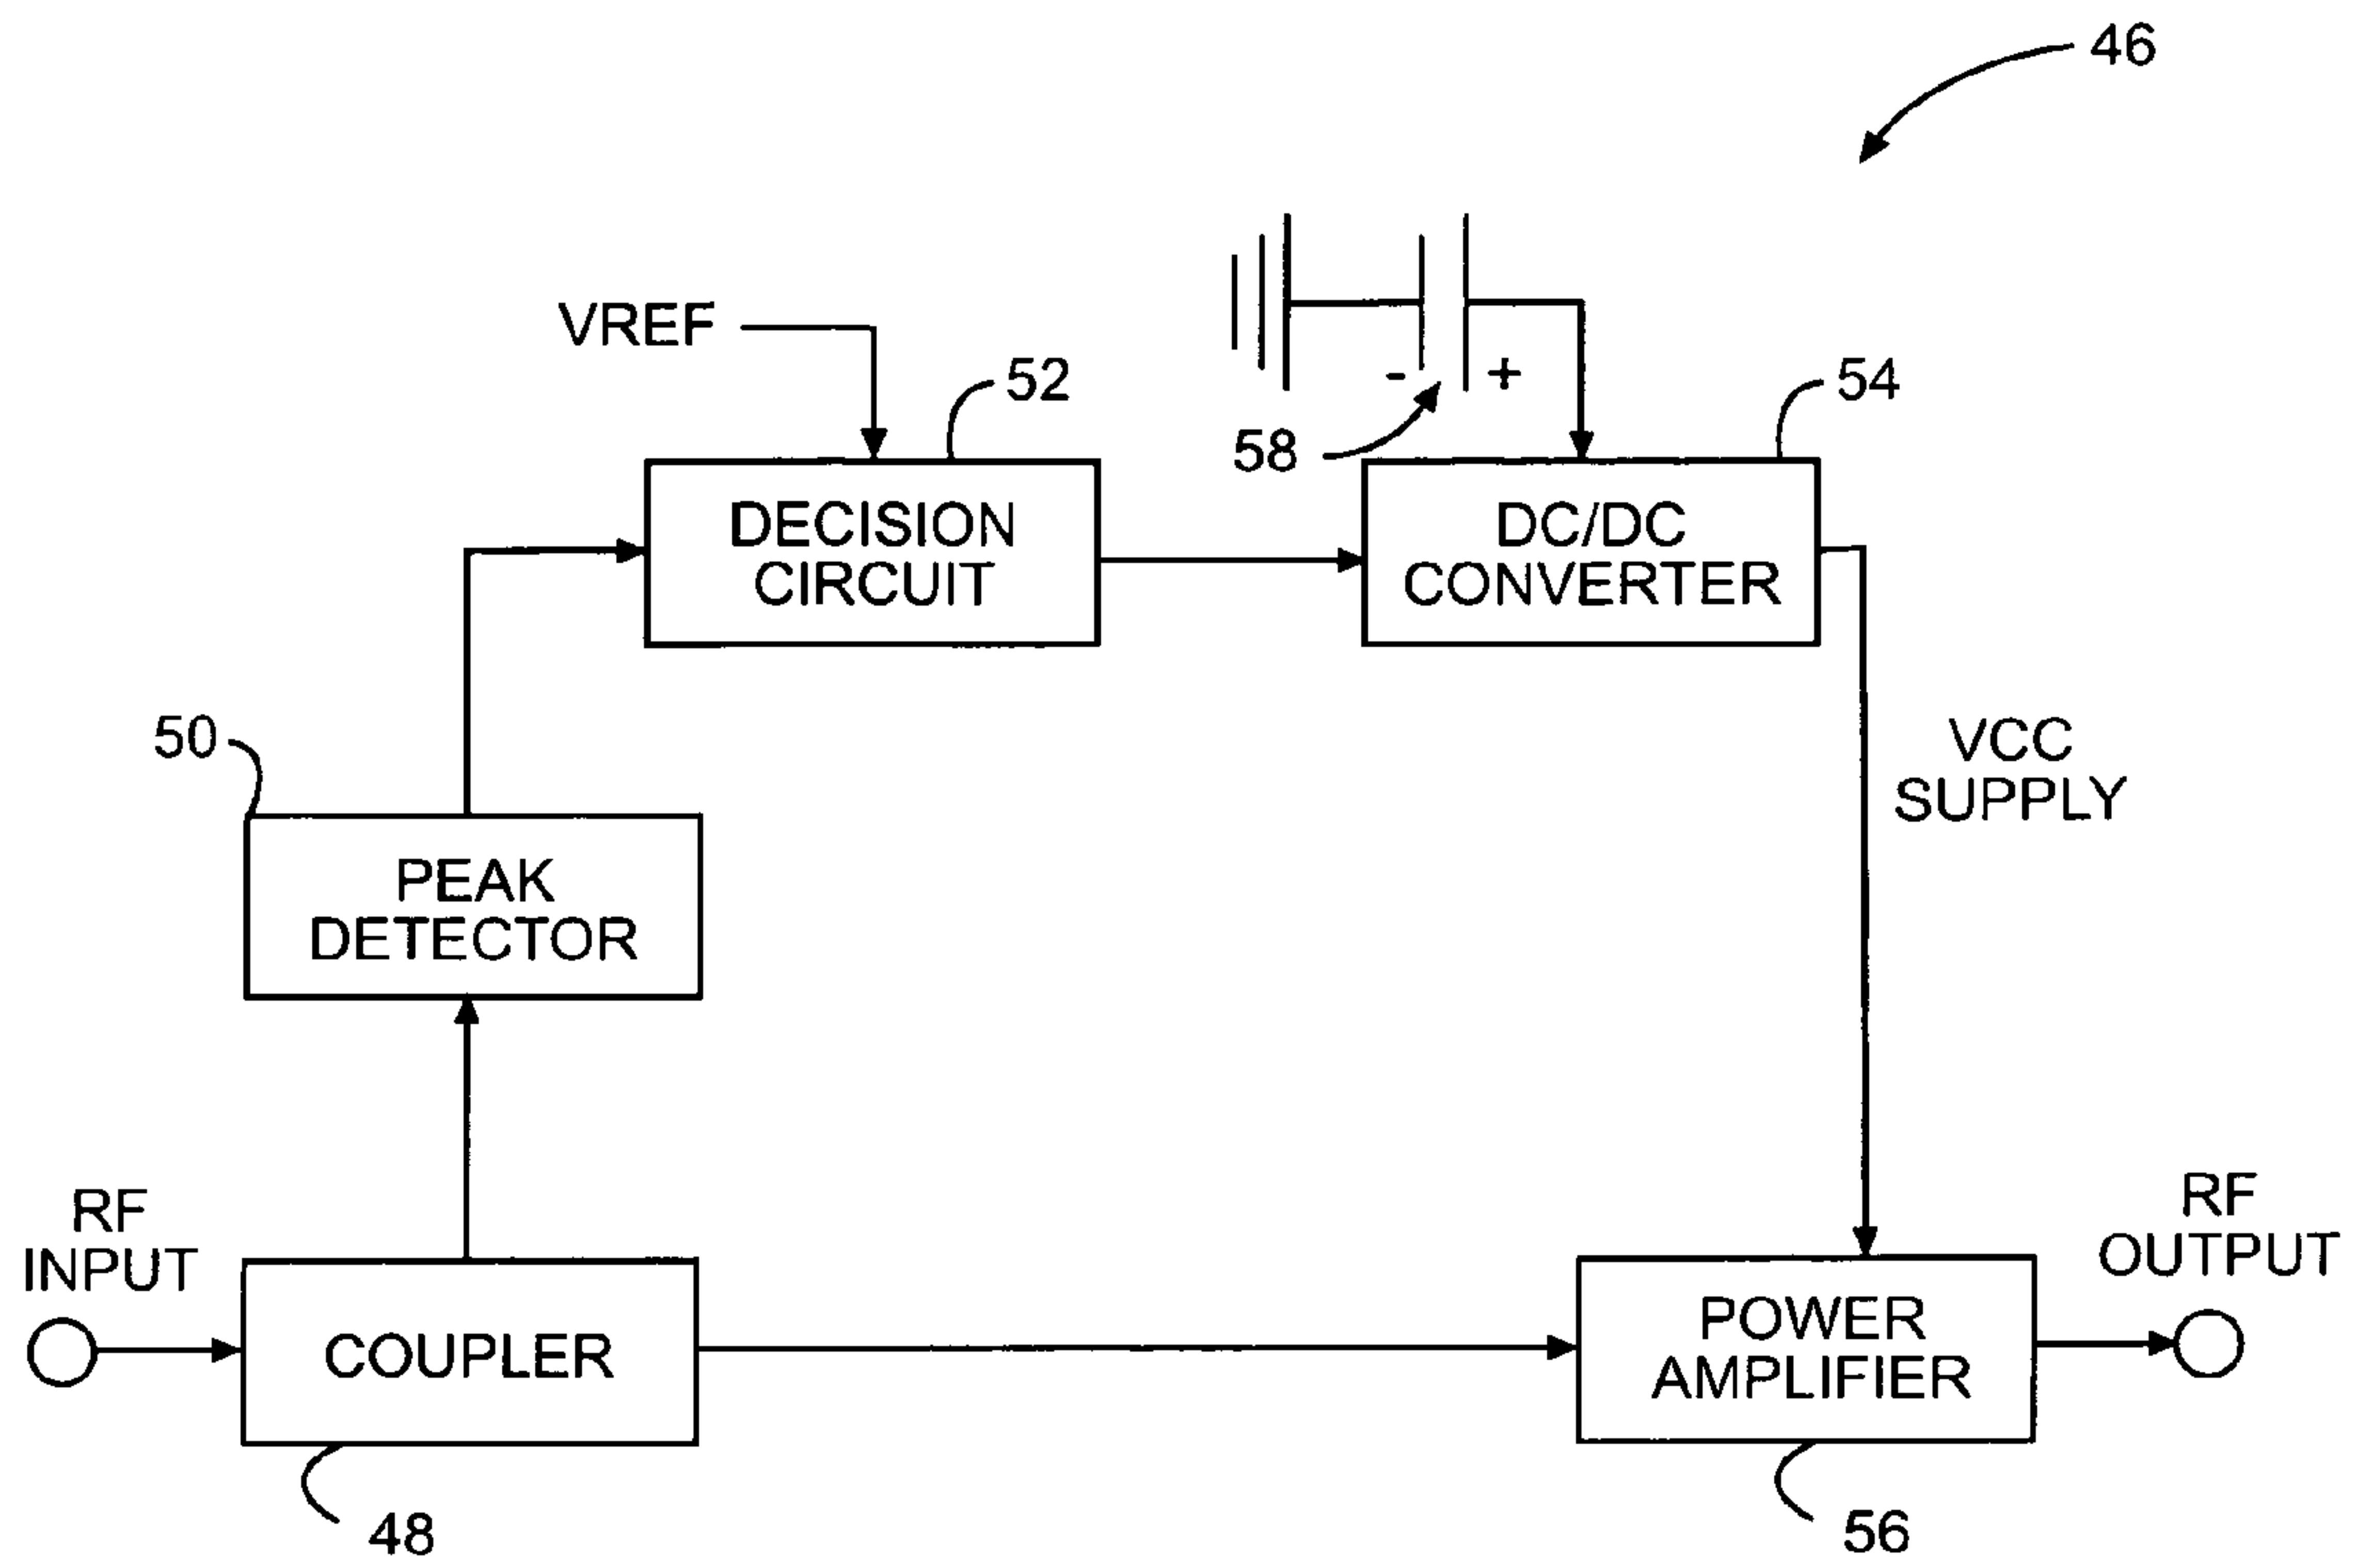 46
VREF
52
- +
58
54
DECISION
CIRCUIT
DC/DC
CONVERTER
50
VCC
SUPPLY
PEAK
DETECTOR
RF
INPUT
RF
OUTPUT
COUPLER
POWER
AMPLIFIER
48
56